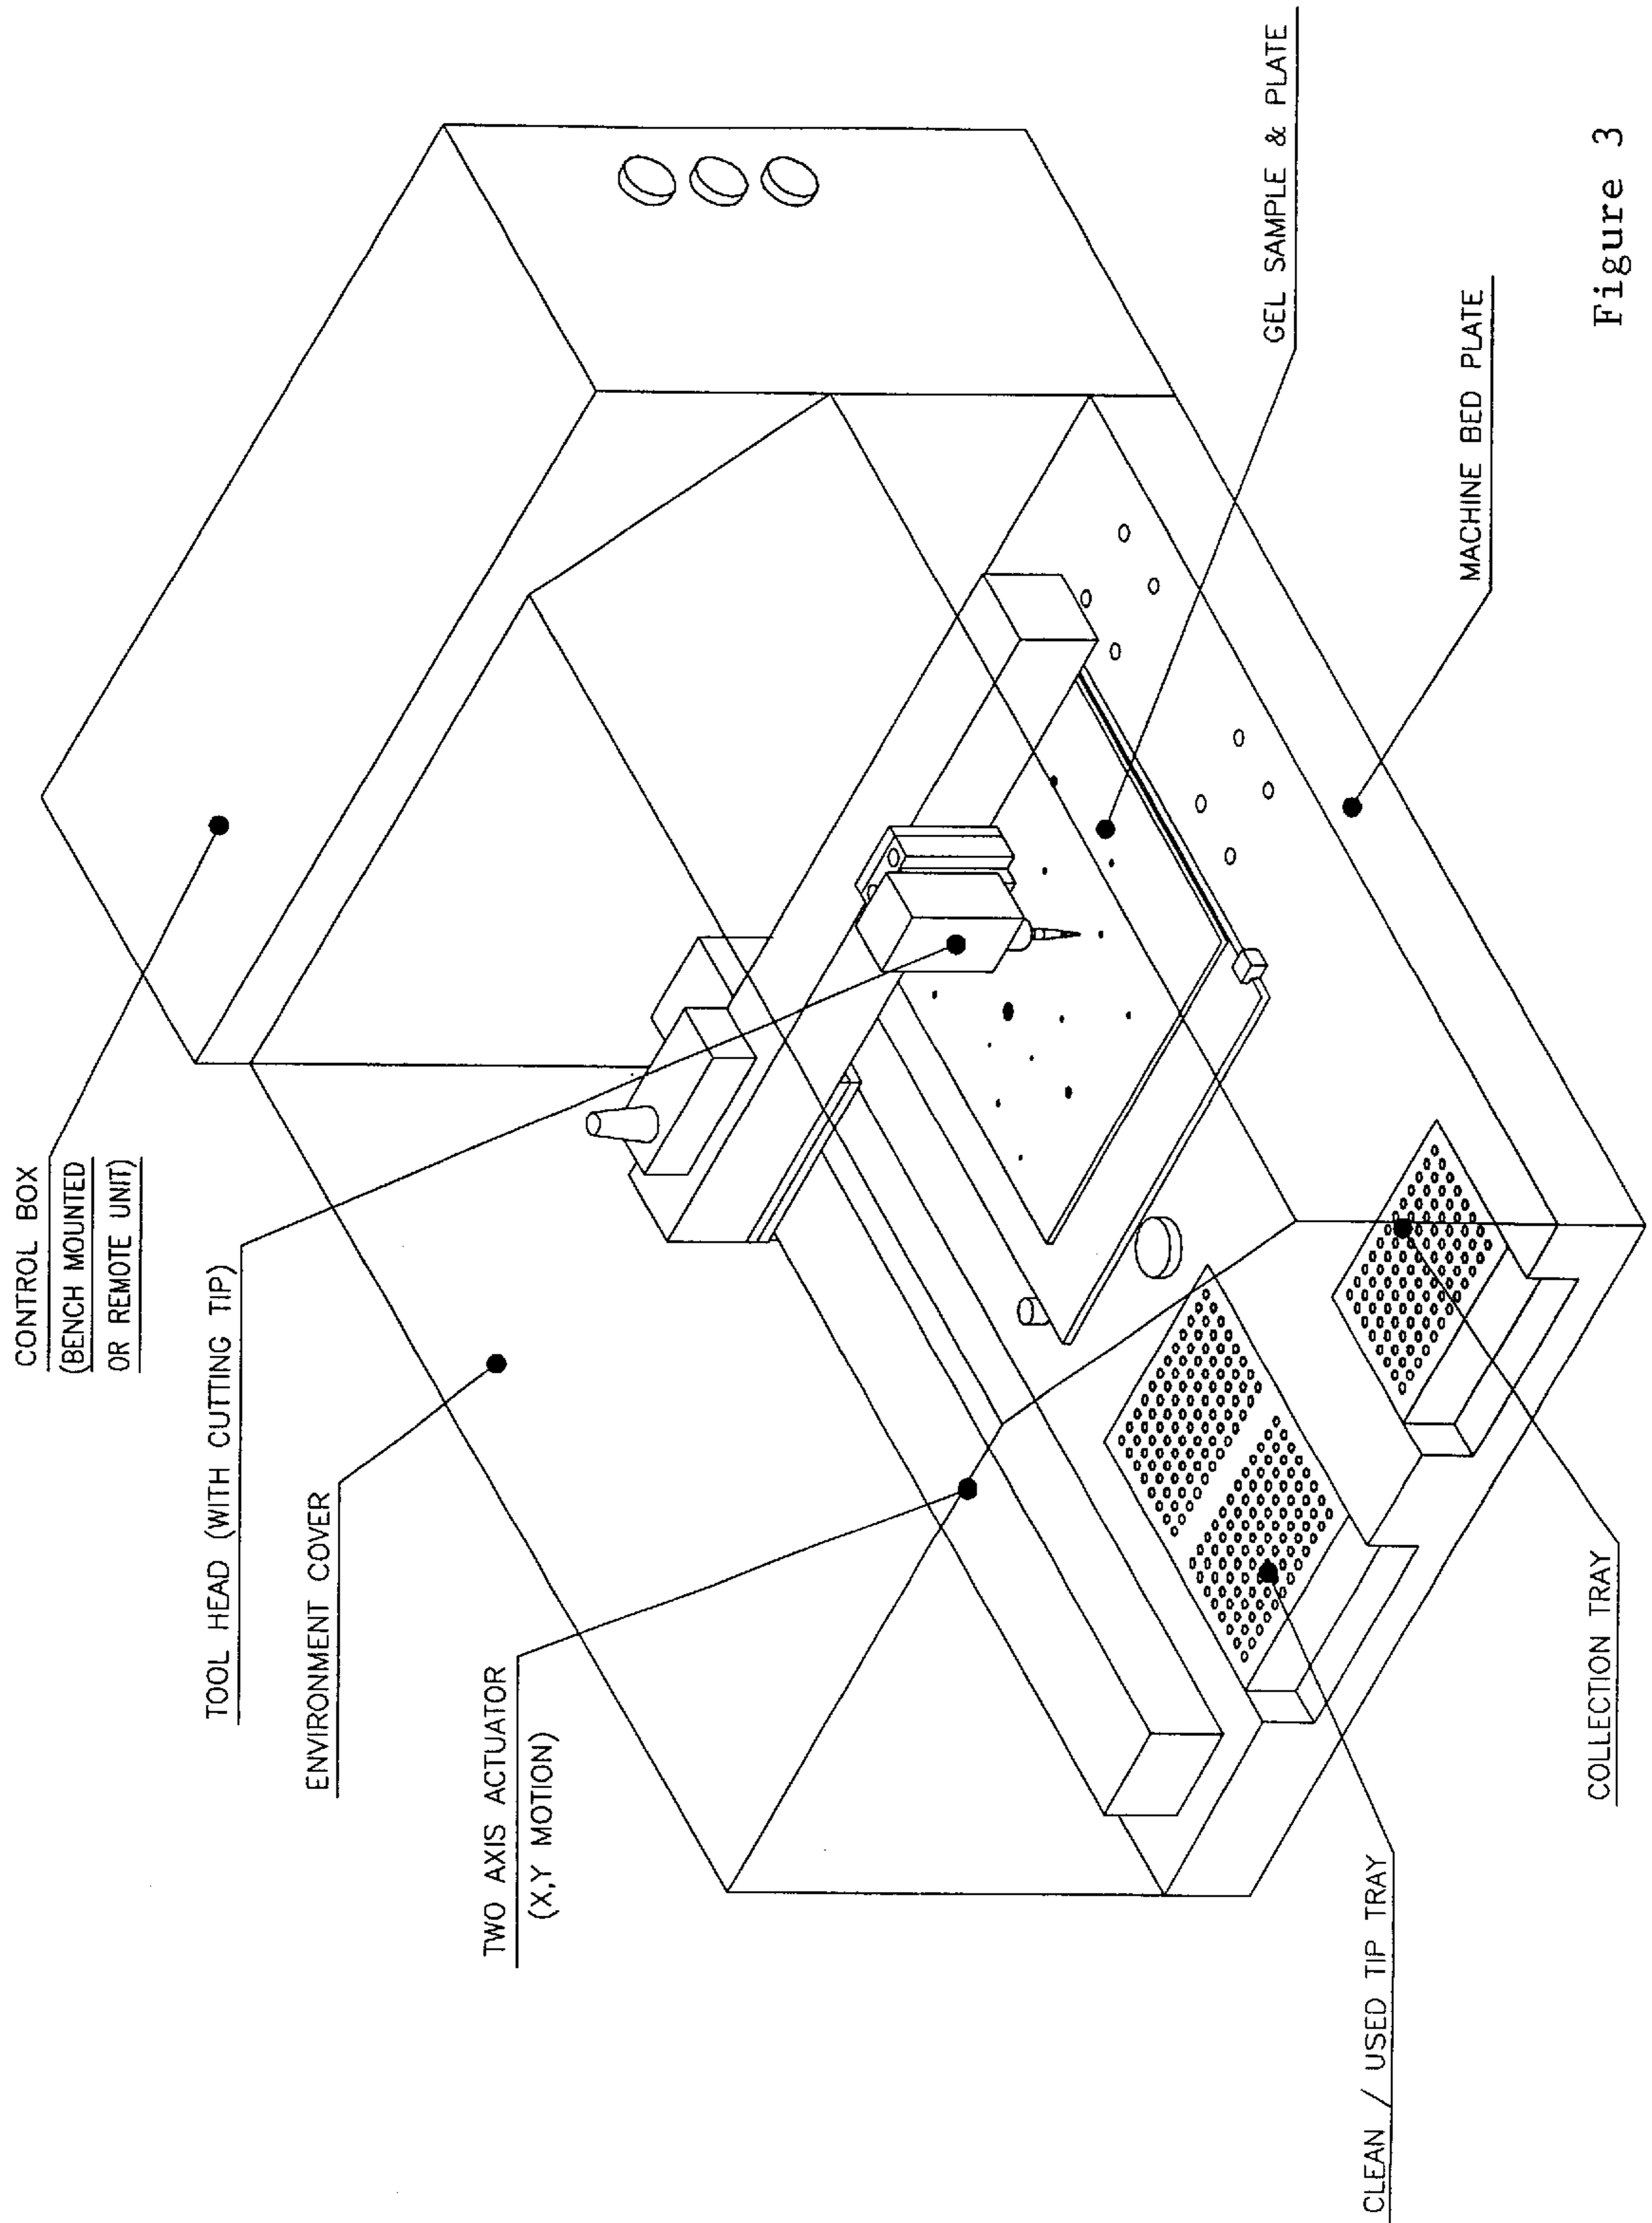 CONTROL BOX
(BENCH MOUNTED
OR REMOTE UNIT)
TOOL HEAD (WITH CUTTING TIP)
ENVIRONMENT COVER
TWO AXIS ACTUATOR
(X,Y MOTION)
CLEAN / USED TIP TRAY
COLLECTION TRAY
MACHINE BED PLATE
GEL SAMPLE & PLATE
Figure 3